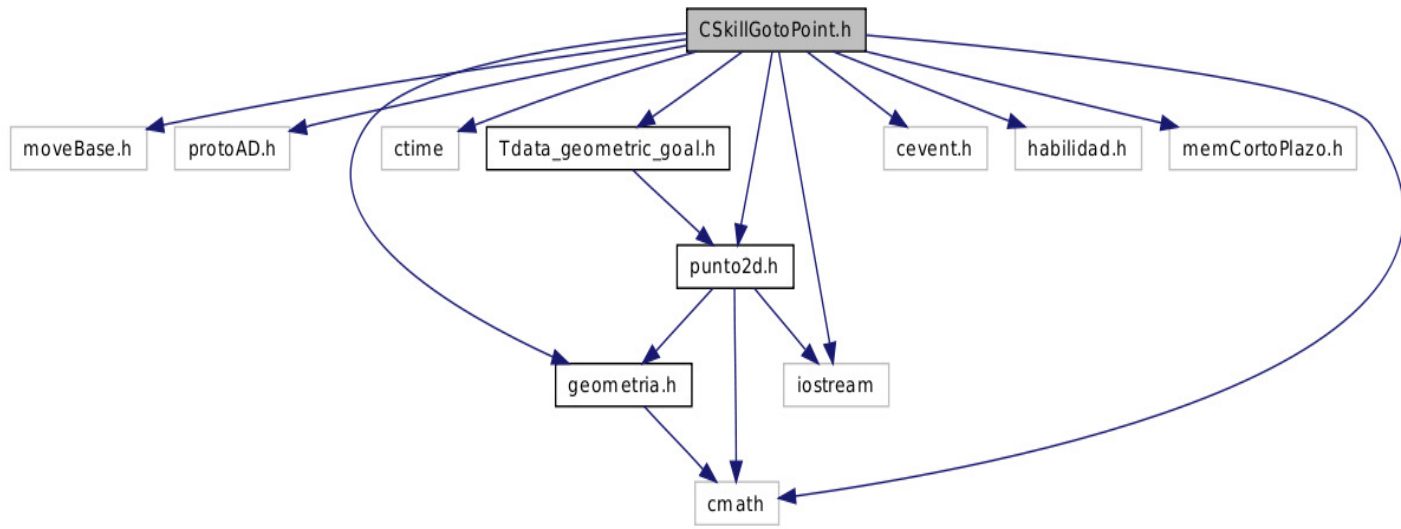 CSkillGotoPoint.h
moveBase.h
protoAD.h
ctime
Tdata_geometric_goal.h
cevent.h
habilidad.h
memCortoPlazo.h
punto2d.h
geometria.h
iostream
cmath